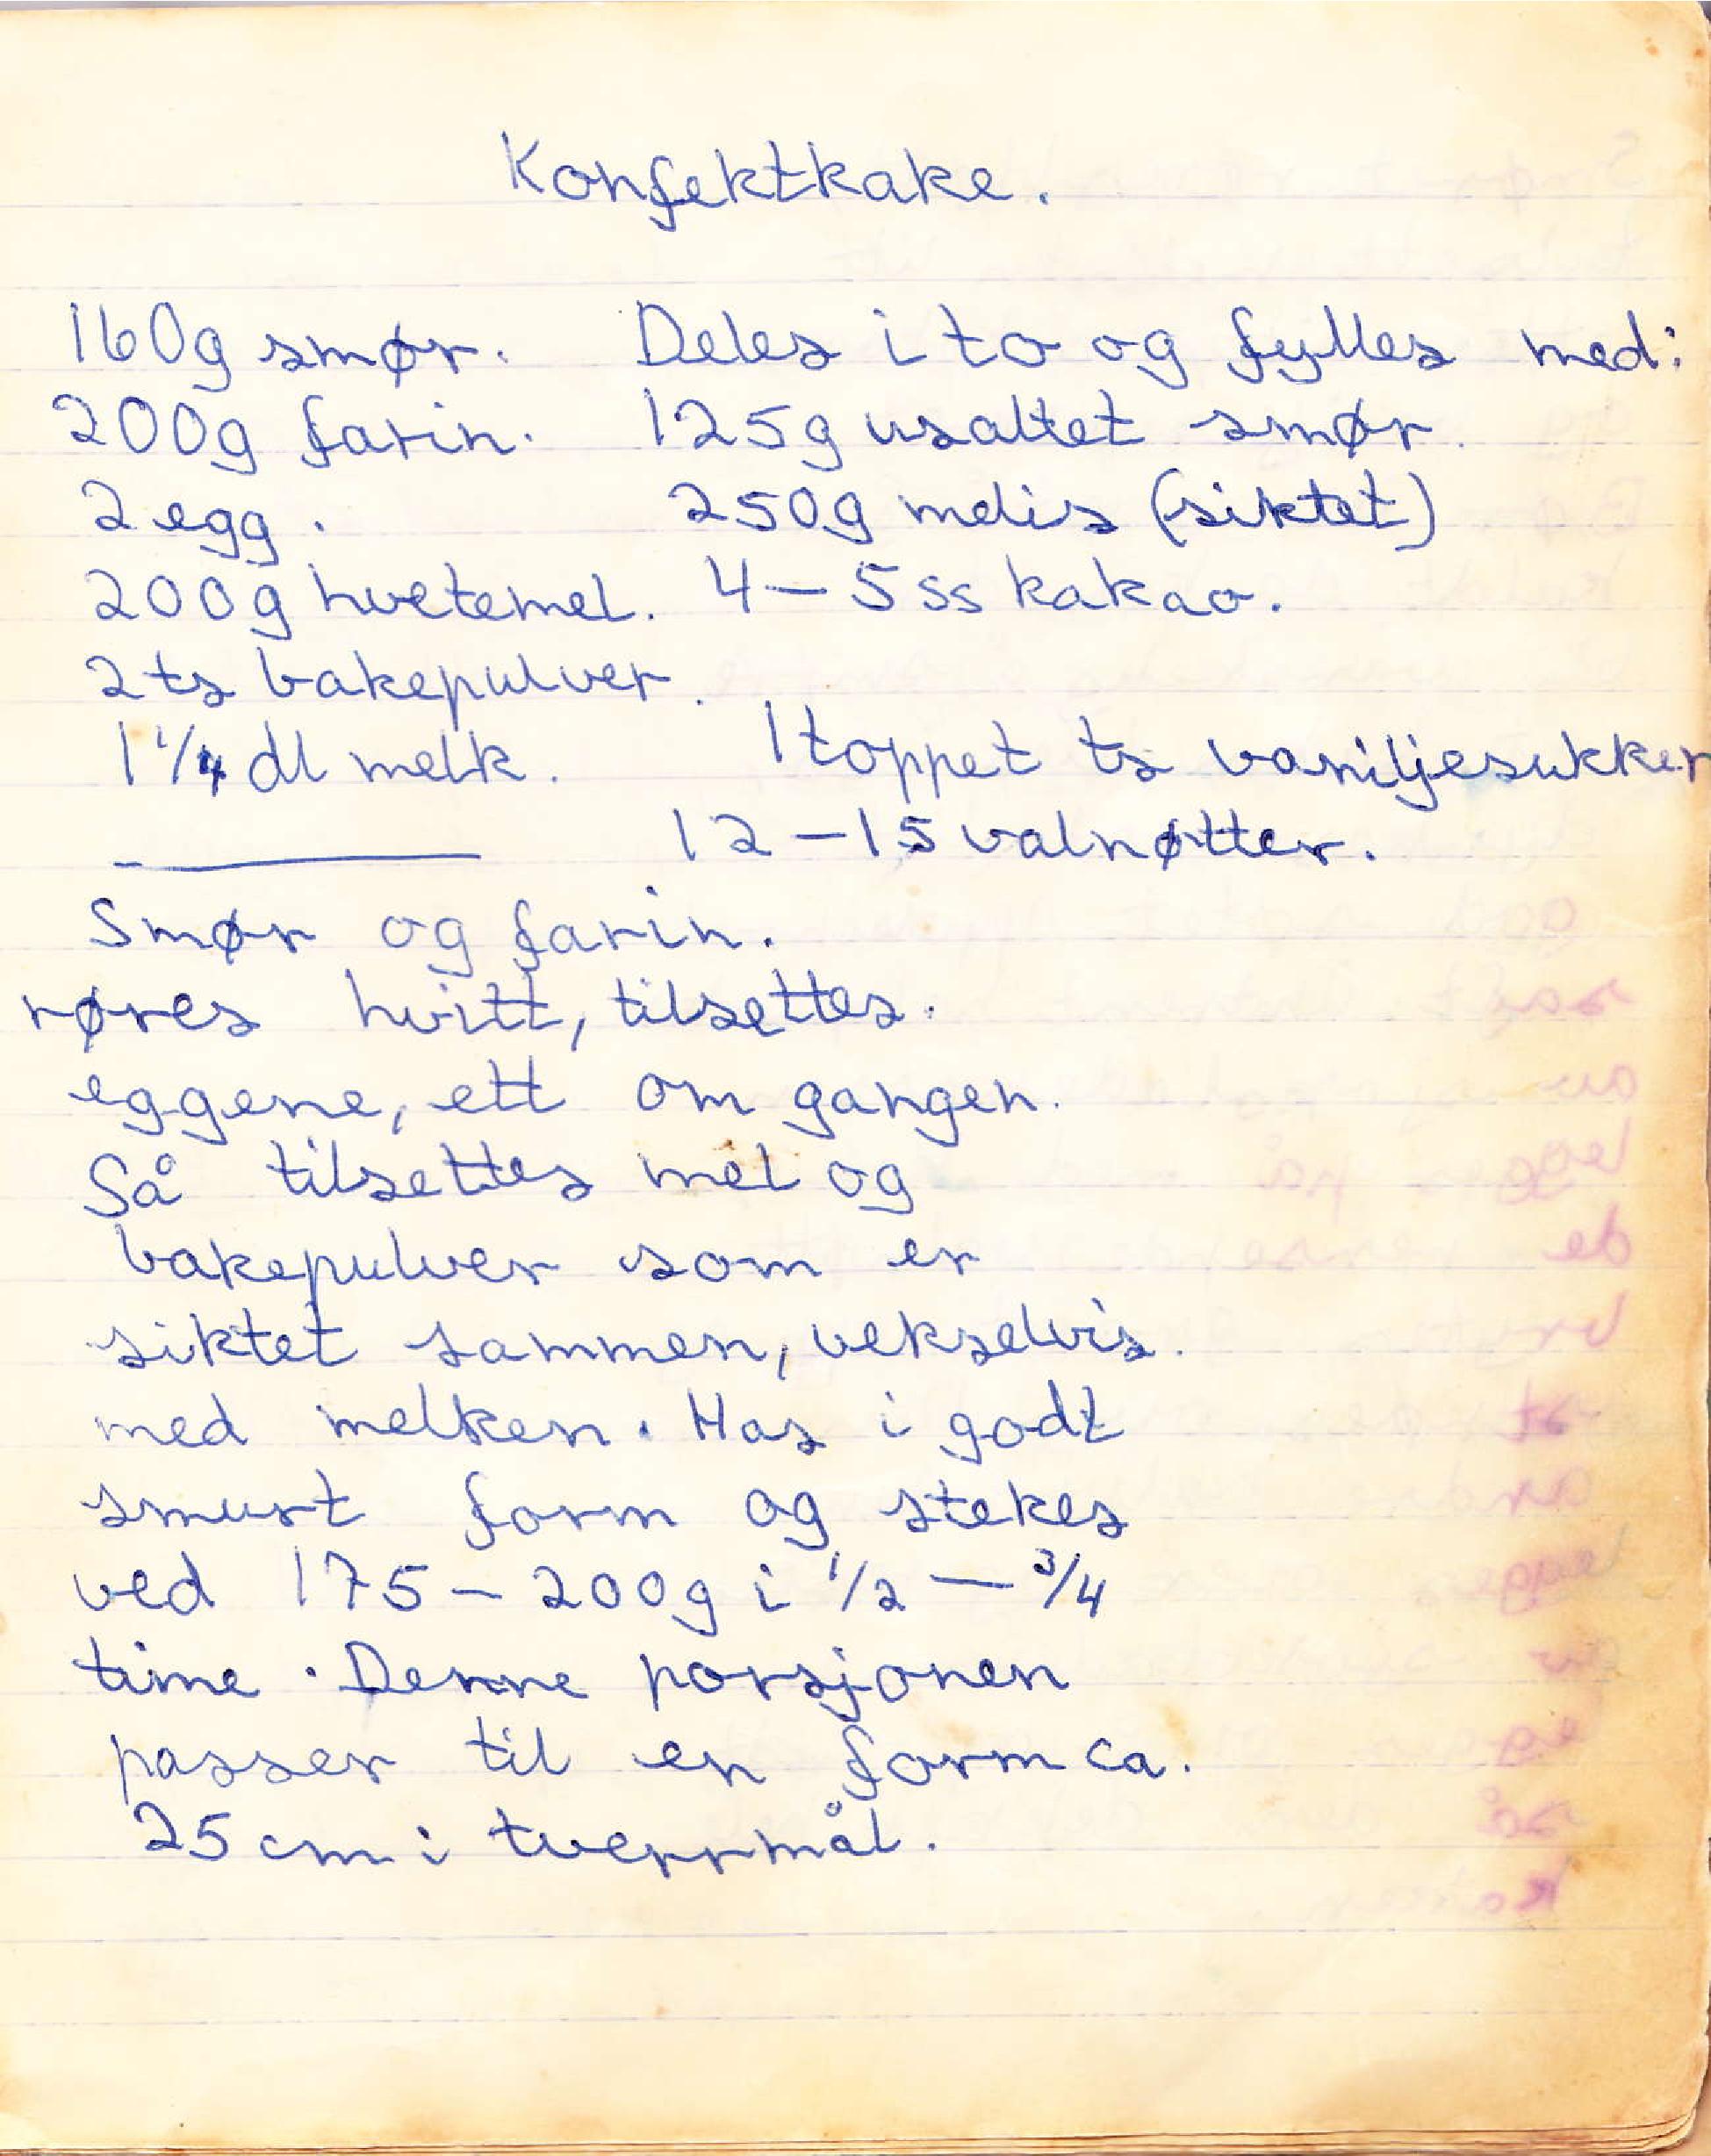 Konfektkake.
160g smør.
200g farin.
2 egg.
200g hvetemel.
2 ts bakepulver.
1 1/4 dl melk.
Deles i to og fylles med:
125g usaltet smør.
250g melis (siktet)
4 – 5 ss kakao.
1 toppet ts vaniljesukker
12 – 15 valnøtter.
Smør og farin.
røres hvitt, tilsettes.
eggene, ett om gangen.
Så tilsettes mel og
bakepulver som er
siktet sammen, vekselvis.
med melken. Has i godt
smurt form og stekes
ved 175 – 200g i 1/2 – 3/4
time. Denne porsjonen
passer til en form ca.
25 cm i tverrmål.